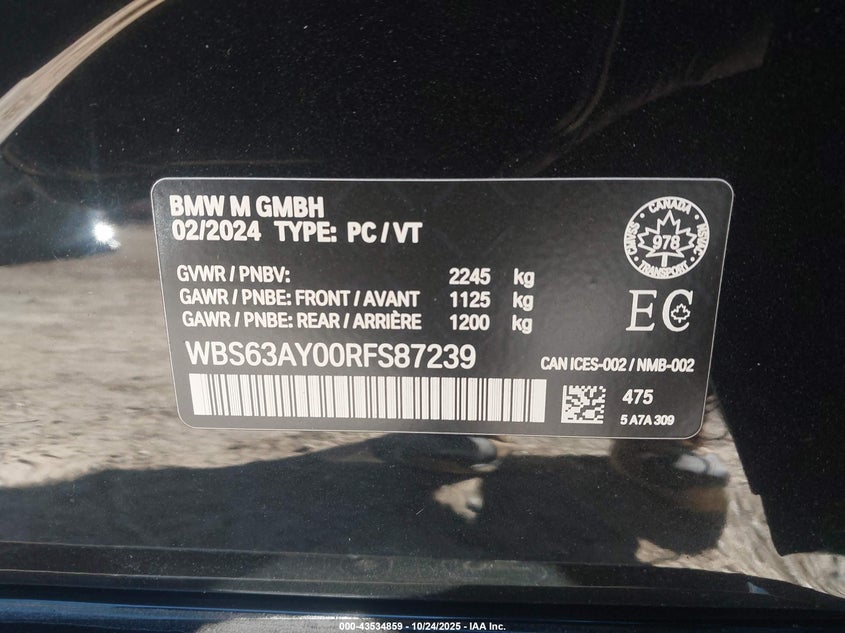 BMW M GMBH
02/2024 TYPE: PC / VT
GVWR / PNBV: 2245 kg
GAWR / PNBE: FRONT / AVANT 1125 kg
GAWR / PNBE: REAR / ARRIÈRE 1200 kg
WBS63AY00RFS87239
CANADA
978
TRANSPORT
SVMAC
NSVAC
EC
CAN ICES-002 / NMB-002
475
5 A7A 309
000-43534859 - 10/24/2025 - IAA Inc.